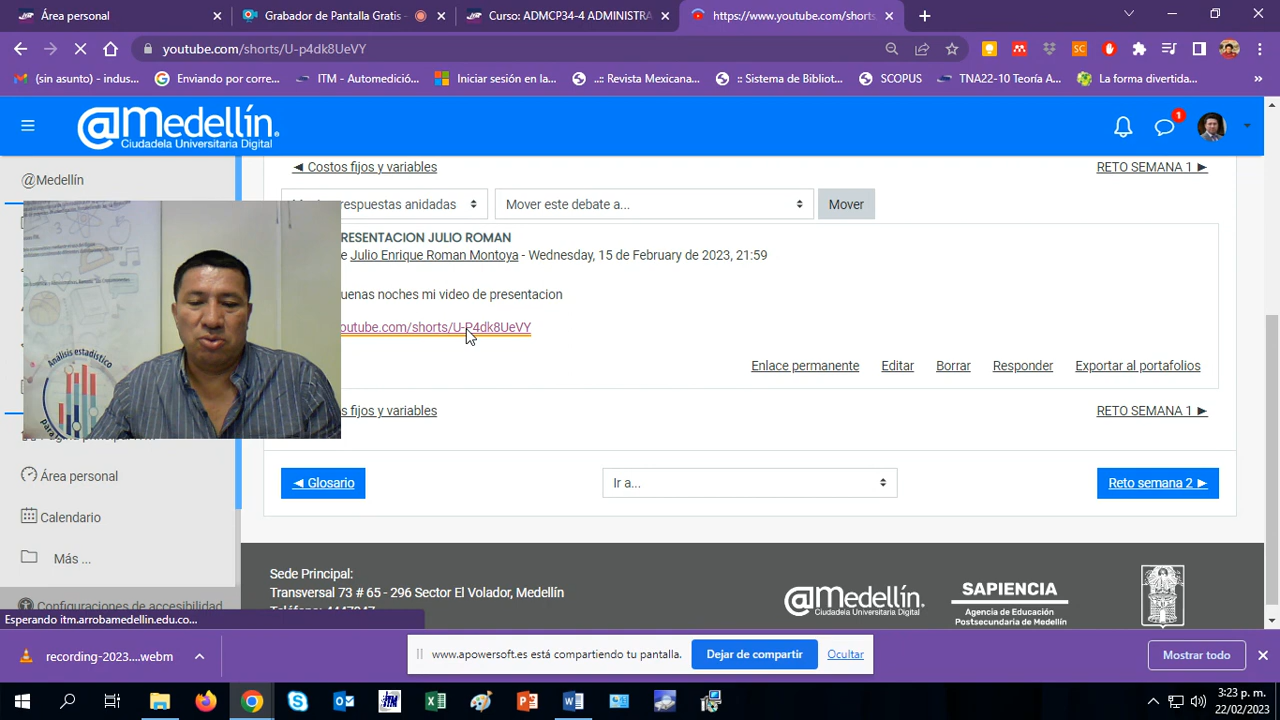 Área personal
Grabador de Pantalla Gratis -
Curso: ADMCP34-4 ADMINISTRA
https://www.youtube.com/shorts
youtube.com/shorts/U-p4dk8UeVY
(sin asunto) - indus...
Enviando por corre...
ITM - Automedició...
Iniciar sesión en la...
..: Revista Mexicana...
:: Sistema de Bibliot...
SCOPUS
TNA22-10 Teoría A...
La forma divertida...
»
@Medellín
Ciudadela Universitaria Digital
1
@Medellín
◄ Costos fijos y variables
RETO SEMANA 1 ►
respuestas anidadas
Mover este debate a...
Mover
RESENTACION JULIO ROMAN
e Julio Enrique Roman Montoya - Wednesday, 15 de February de 2023, 21:59
uenas noches mi video de presentacion
outube.com/shorts/U-P4dk8UeVY
Enlace permanente
Editar
Borrar
Responder
Exportar al portafolios
s fijos y variables
RETO SEMANA 1 ►
Análisis estadístico
para
Área personal
◄ Glosario
Ir a...
Reto semana 2 ►
Calendario
Más ...
Configuraciones de accesibilidad
Sede Principal:
Transversal 73 # 65 - 296 Sector El Volador, Medellín
@Medellín
Ciudadela Universitaria Digital
SAPIENCIA
Agencia de Educación
Postsecundaria de Medellín
Esperando itm.arrobamedellin.edu.co...
recording-2023....webm
www.apowersoft.es está compartiendo tu pantalla.
Dejar de compartir
Ocultar
Mostrar todo
3:23 p. m.
22/02/2023